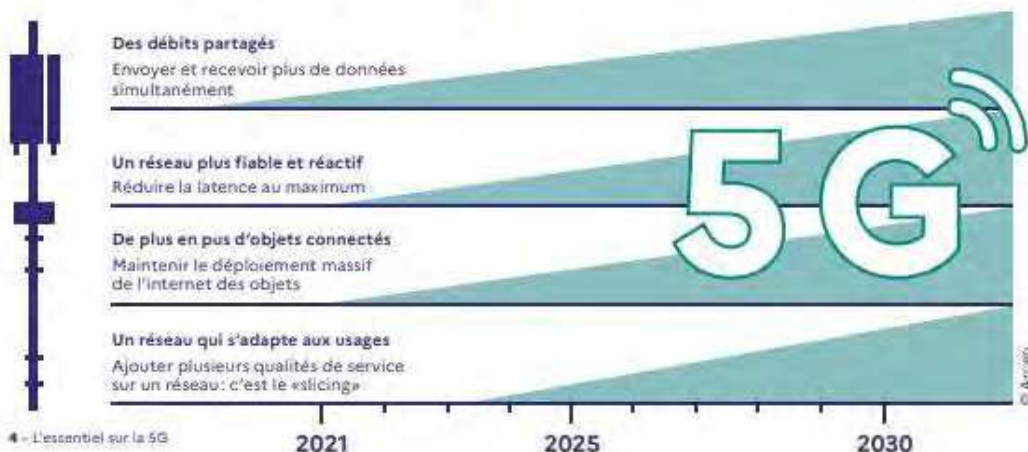 Des débits partagés
Envoyer et recevoir plus de données
simultanément
Un réseau plus fiable et réactif
Réduire la latence au maximum
De plus en pus d'objets connectés
Maintenir le déploiement massif
de l'internet des objets
Un réseau qui s'adapte aux usages
Ajouter plusieurs qualités de service
sur un réseau: c'est le «slicing»
5G
2021
2025
2030
4 - L'essentiel sur la 5G